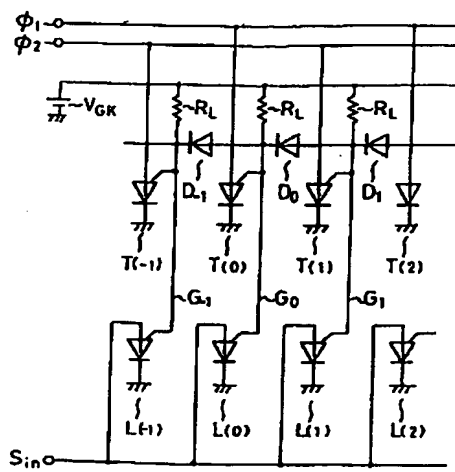 ϕ1
ϕ2
VGK
RL RL RL
D-1 D0 D1
T(-1) T(0) T(1) T(2)
G-1 G0 G1
L(-1) L(0) L(1) L(2)
Sin